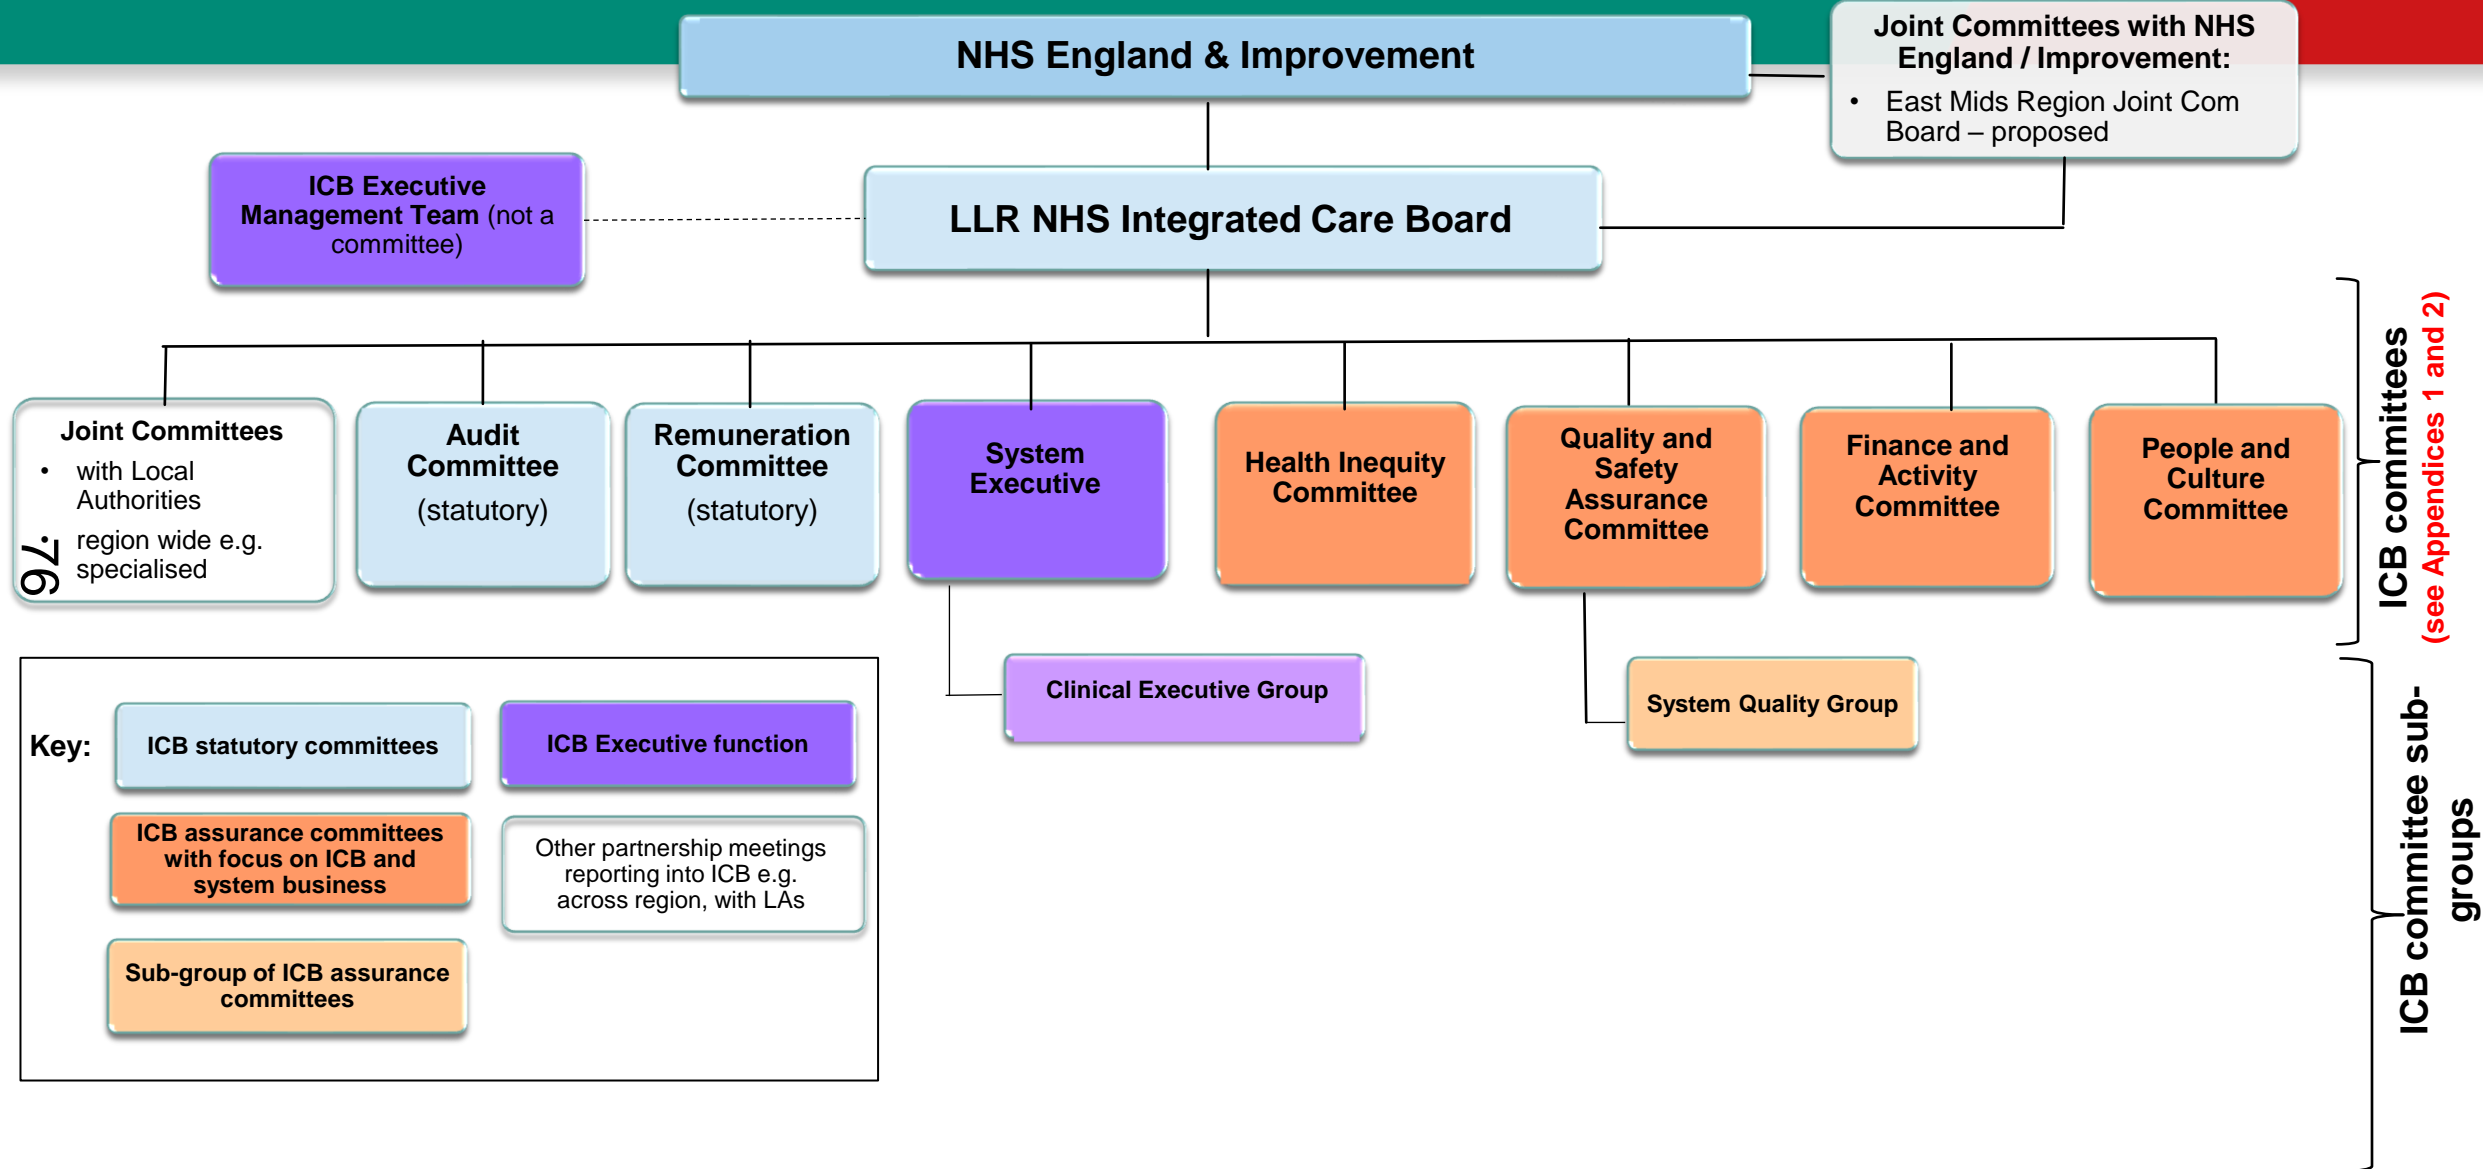 NHS England & Improvement
Joint Committees with NHS
England / Improvement:
• East Mids Region Joint Com
Board – proposed
ICB Executive
Management Team (not a
committee)
LLR NHS Integrated Care Board
Joint Committees
• with Local
Authorities
• region wide e.g.
specialised
76
Audit
Committee
(statutory)
Remuneration
Committee
(statutory)
System
Executive
Health Inequity
Committee
Quality and
Safety
Assurance
Committee
Finance and
Activity
Committee
People and
Culture
Committee
ICB committees
(see Appendices 1 and 2)
Clinical Executive Group
System Quality Group
ICB committee sub-
groups
Key:
ICB statutory committees
ICB Executive function
ICB assurance committees
with focus on ICB and
system business
Other partnership meetings
reporting into ICB e.g.
across region, with LAs
Sub-group of ICB assurance
committees